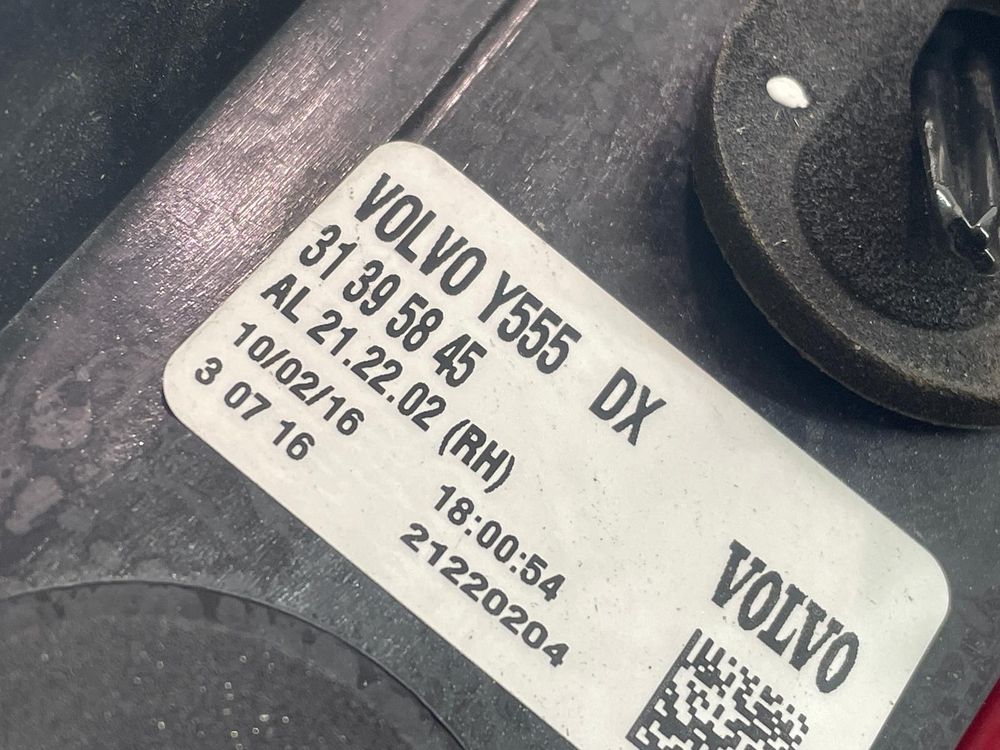 VOLVO Y555 DX
31 39 58 45
AL 21.22.02 (RH)
10/02/16 18:00:54
3 07 16 21220204
VOLVO